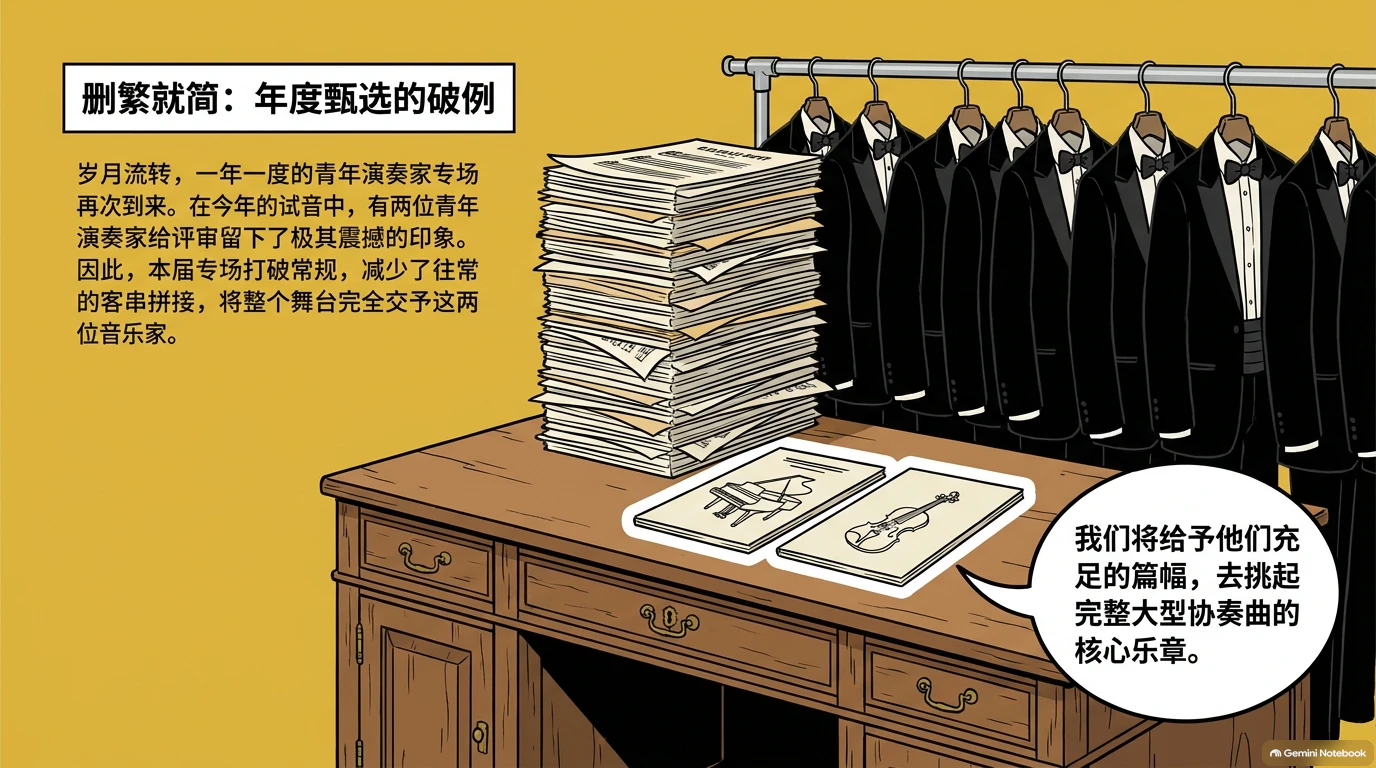 删繁就简：年度甄选的破例
岁月流转，一年一度的青年演奏家专场
再次到来。在今年的试音中，有两位青年
演奏家给评审留下了极其震撼的印象。
因此，本届专场打破常规，减少了往常
的客串拼接，将整个舞台完全交予这两
位音乐家。
我们将给予他们充
足的篇幅，去挑起
完整大型协奏曲的
核心乐章。
Gemini Notebook